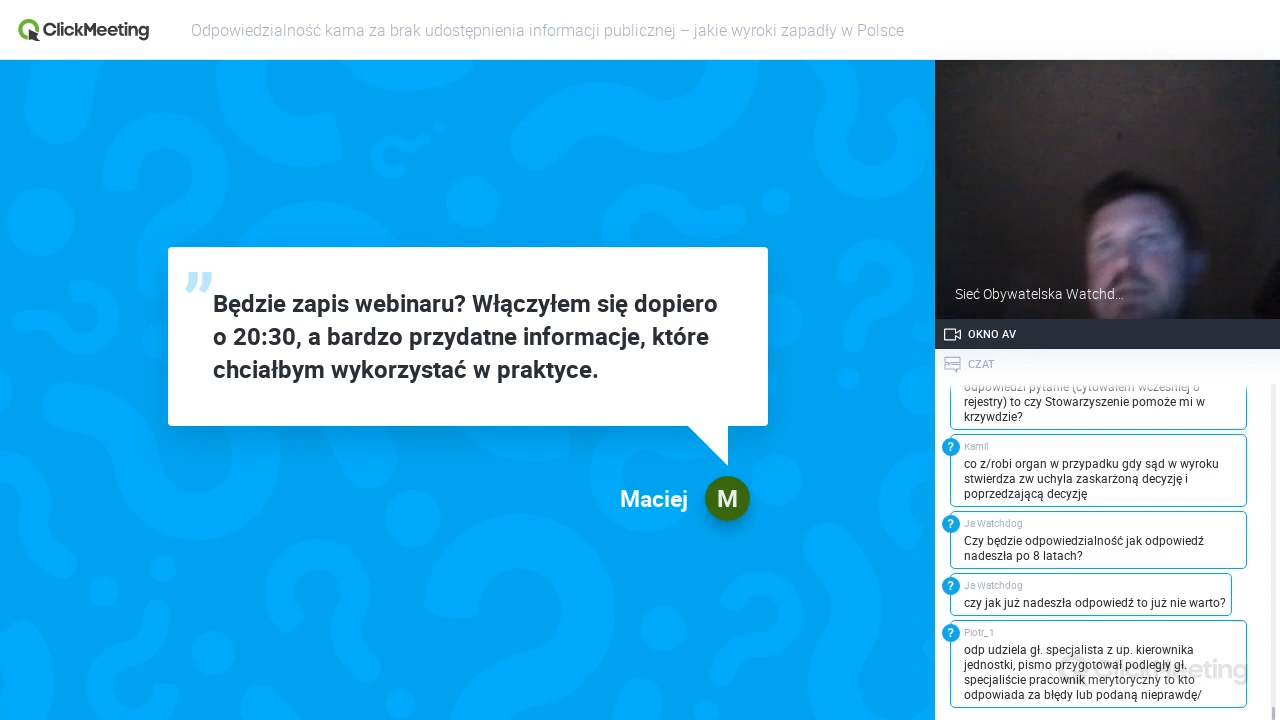 ClickMeeting
Odpowiedzialność karna za brak udostępnienia informacji publicznej – jakie wyroki zapadły w Polsce
Będzie zapis webinaru? Włączyłem się dopiero
o 20:30, a bardzo przydatne informacje, które
chciałbym wykorzystać w praktyce.
Maciej
M
Sieć Obywatelska Watchd...
OKNO AV
CZAT
odpowiedzi pytanie (cytowałem wcześniej o
rejestry) to czy Stowarzyszenie pomoże mi w
krzywdzie?
? Kamil
co z/robi organ w przypadku gdy sąd w wyroku
stwierdza zw uchyla zaskarżoną decyzję i
poprzedzającą decyzję
? Ja Watchdog
Czy będzie odpowiedzialność jak odpowiedź
nadeszła po 8 latach?
? Ja Watchdog
czy jak już nadeszła odpowiedź to już nie warto?
? Piotr_1
odp udziela gł. specjalista z up. kierownika
jednostki, pismo przygotował podległy gł.
specjaliście pracownik merytoryczny to kto
odpowiada za błędy lub podaną nieprawdę/
ClickMeeting